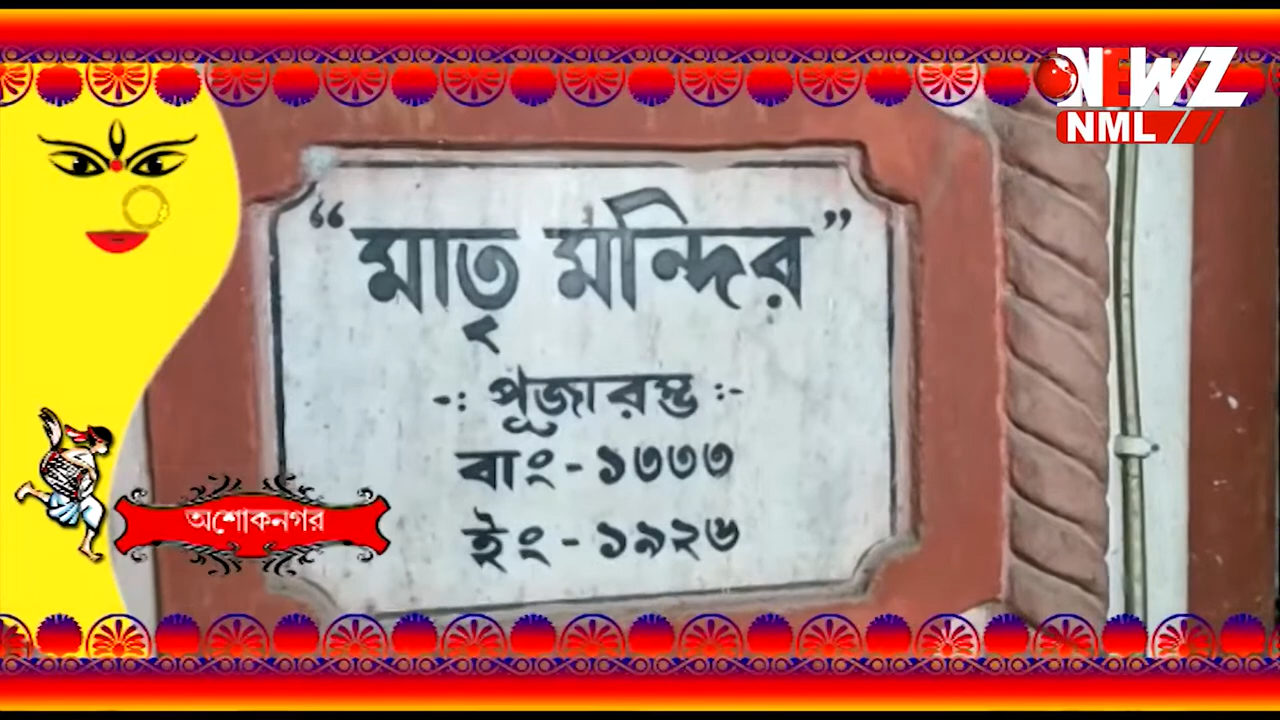 NEWZ
NML
“মাতৃ মন্দির”
-: পূজারম্ভ :-
বাং - ১৩৩৩
ইং - ১৯২৬
অশোকনগর